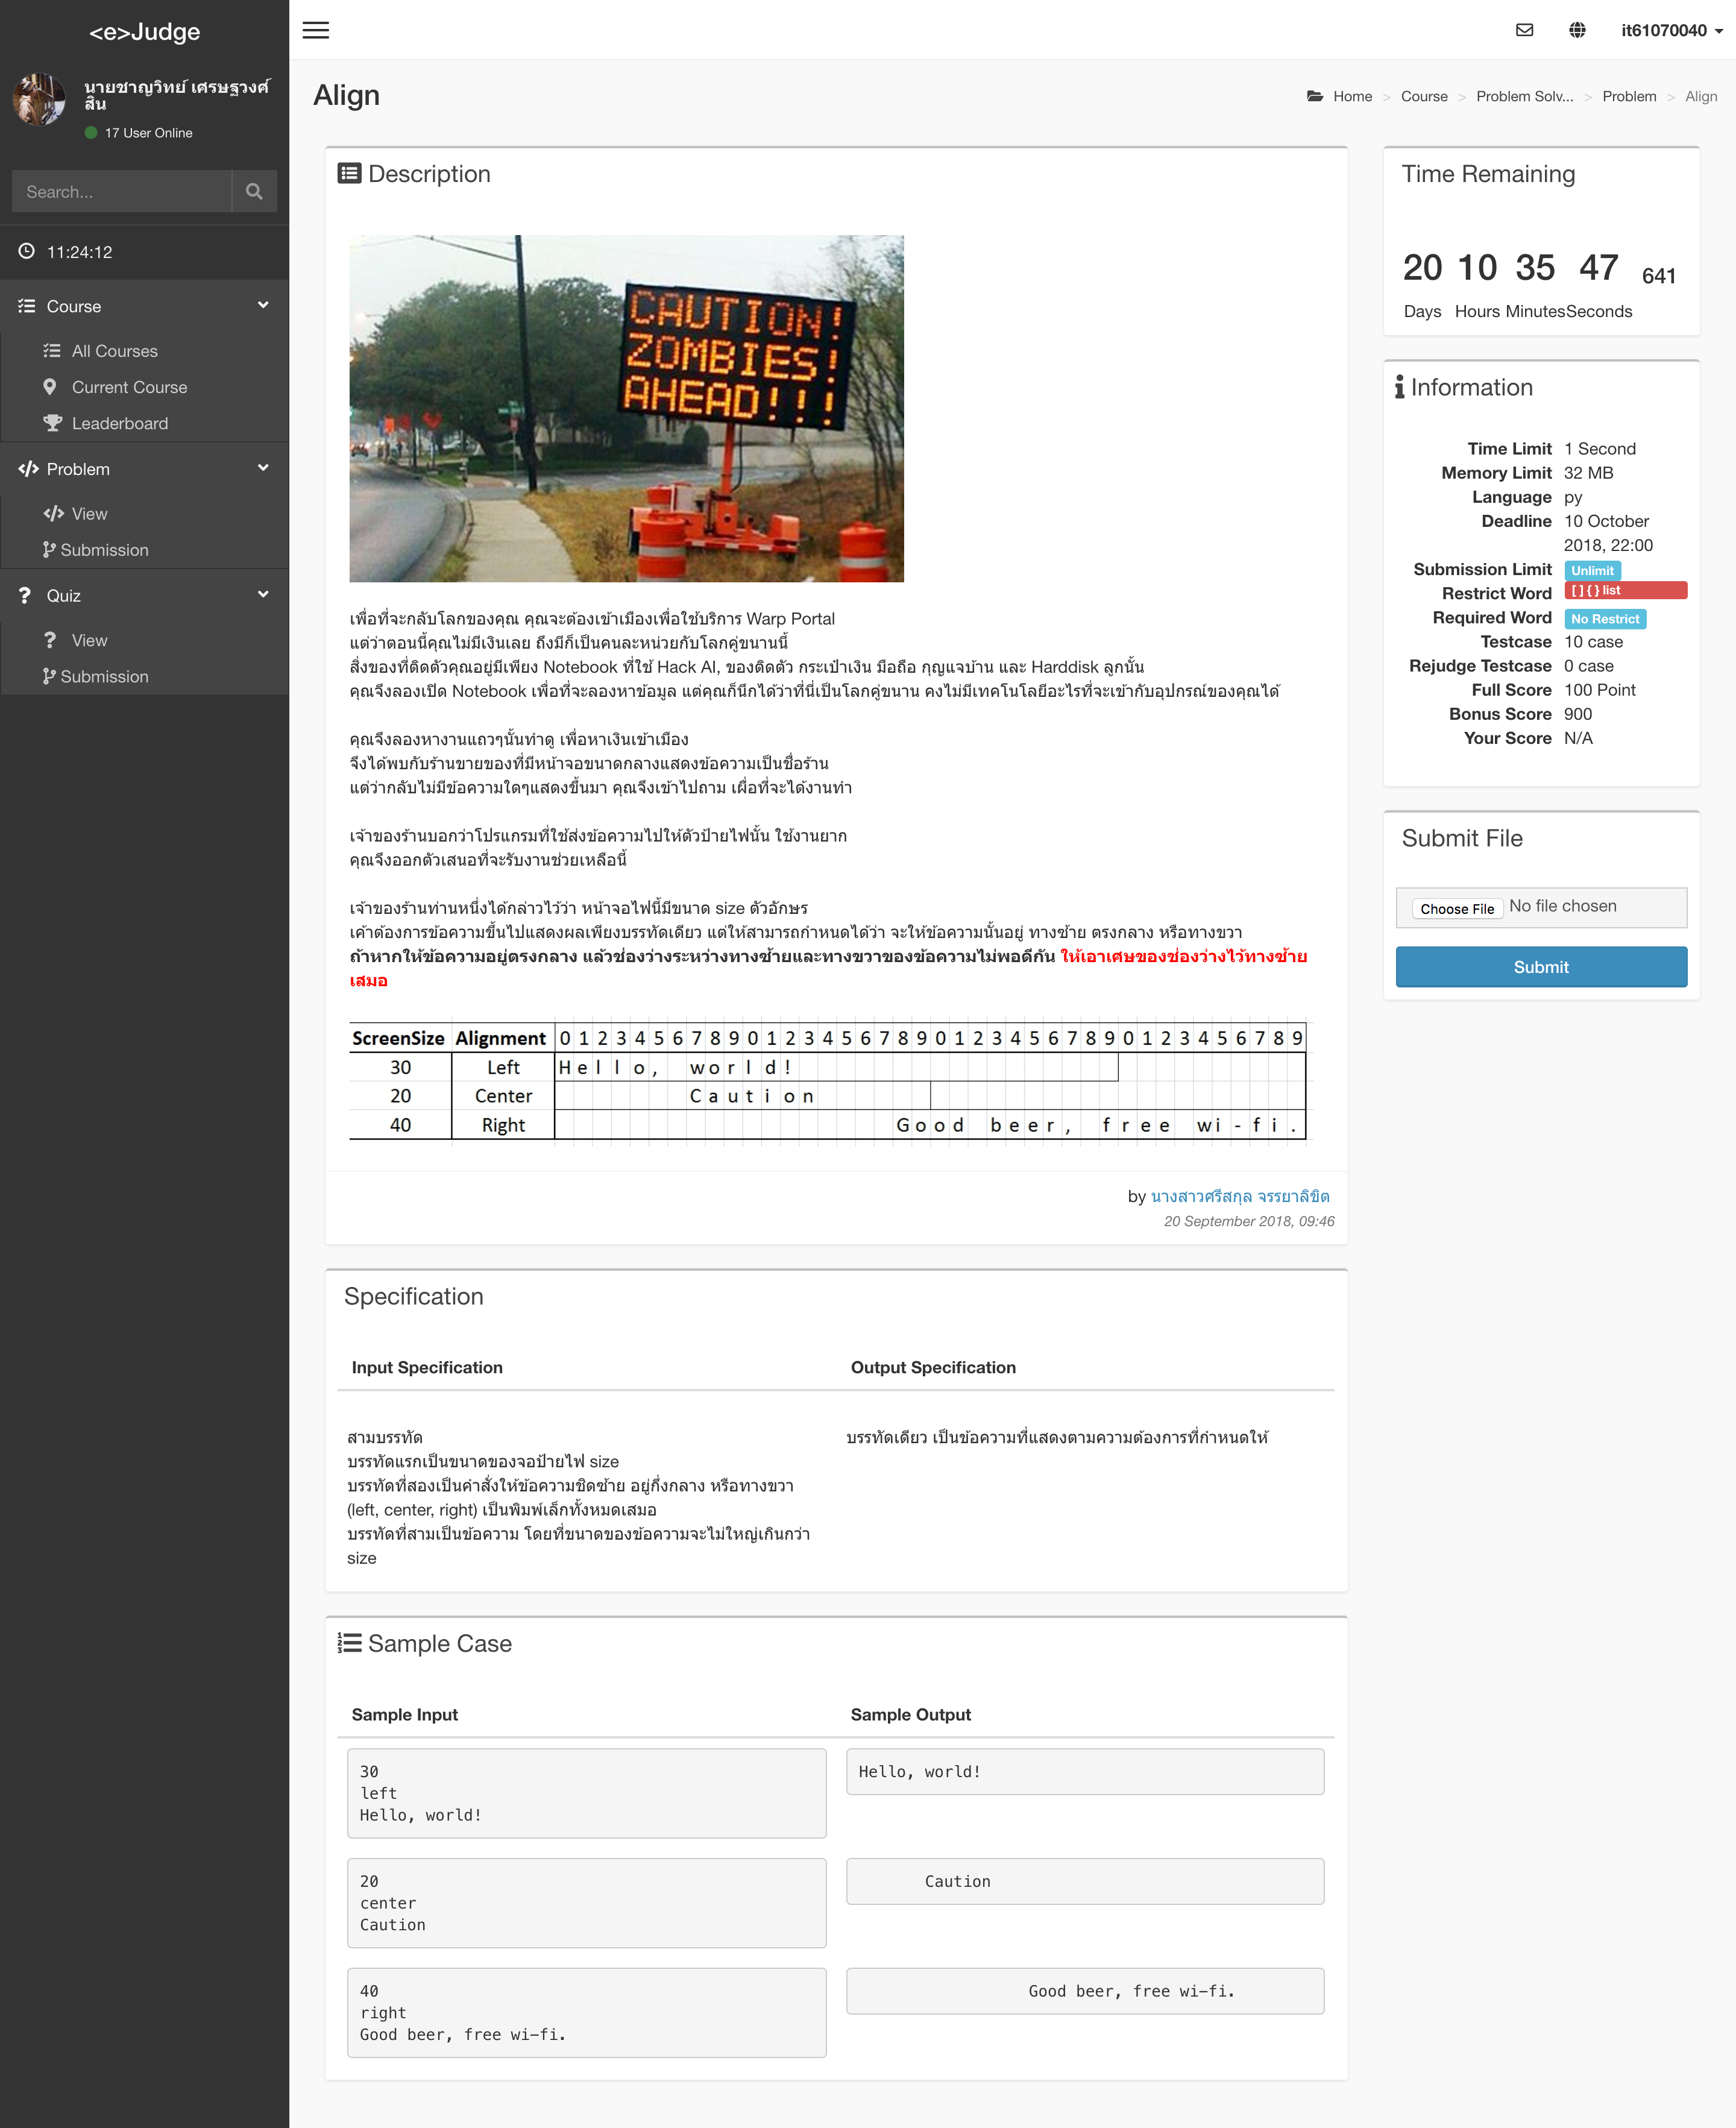 <e>Judge
นายชาญวิทย์ เศรษฐวงศ์
สิน
17 User Online
Search...
11:24:12
Course
All Courses
Current Course
Leaderboard
Problem
View
Submission
Quiz
View
Submission
it61070040
Align
Home > Course > Problem Solv... > Problem > Align
Description
CAUTION!
ZOMBIES!
AHEAD!!!
เพื่อที่จะกลับโลกของคุณ คุณจะต้องเข้าเมืองเพื่อใช้บริการ Warp Portal
แต่ว่าตอนนี้คุณไม่มีเงินเลย ถึงมีก็เป็นคนละหน่วยกับโลกคู่ขนานนี้
สิ่งของที่ติดตัวคุณอยู่มีเพียง Notebook ที่ใช้ Hack AI, ของติดตัว กระเป๋าเงิน มือถือ กุญแจบ้าน และ Harddisk ลูกนั้น
คุณจึงลองเปิด Notebook เพื่อที่จะลองหาข้อมูล แต่คุณก็นึกได้ว่าที่นี่เป็นโลกคู่ขนาน คงไม่มีเทคโนโลยีอะไรที่จะเข้ากับอุปกรณ์ของคุณได้
คุณจึงลองหางานแถวๆนั้นทำดู เพื่อหาเงินเข้าเมือง
จึงได้พบกับร้านขายของที่มีหน้าจอขนาดกลางแสดงข้อความเป็นชื่อร้าน
แต่ว่ากลับไม่มีข้อความใดๆแสดงขึ้นมา คุณจึงเข้าไปถาม เผื่อที่จะได้งานทำ
เจ้าของร้านบอกว่าโปรแกรมที่ใช้ส่งข้อความไปให้ตัวป้ายไฟนั้น ใช้งานยาก
คุณจึงออกตัวเสนอที่จะรับงานช่วยเหลือนี้
เจ้าของร้านท่านหนึ่งได้กล่าวไว้ว่า หน้าจอไฟนี้มีขนาด size ตัวอักษร
เค้าต้องการข้อความขึ้นไปแสดงผลเพียงบรรทัดเดียว แต่ให้สามารถกำหนดได้ว่า จะให้ข้อความนั้นอยู่ ทางซ้าย ตรงกลาง หรือทางขวา
ถ้าหากให้ข้อความอยู่ตรงกลาง แล้วช่องว่างระหว่างทางซ้ายและทางขวาของข้อความไม่พอดีกัน ให้เอาเศษของช่องว่างไว้ทางซ้าย
เสมอ
ScreenSize Alignment 0 1 2 3 4 5 6 7 8 9 0 1 2 3 4 5 6 7 8 9 0 1 2 3 4 5 6 7 8 9 0 1 2 3 4 5 6 7 8 9
30 Left Hello, world!
20 Center Caution
40 Right Good beer, free wi-fi.
by นางสาวศรีสกุล จรรยาลิขิต
20 September 2018, 09:46
Specification
Input Specification Output Specification
สามบรรทัด
บรรทัดแรกเป็นขนาดของจอป้ายไฟ size
บรรทัดที่สองเป็นคำสั่งให้ข้อความชิดซ้าย อยู่กึ่งกลาง หรือทางขวา
(left, center, right) เป็นพิมพ์เล็กทั้งหมดเสมอ
บรรทัดที่สามเป็นข้อความ โดยที่ขนาดของข้อความจะไม่ใหญ่เกินกว่า
size
บรรทัดเดียว เป็นข้อความที่แสดงตามความต้องการที่กำหนดให้
Sample Case
Sample Input Sample Output
30
left
Hello, world!
Hello, world!
20
center
Caution
Caution
40
right
Good beer, free wi-fi.
Good beer, free wi-fi.
Time Remaining
20 10 35 47 641
Days Hours Minutes Seconds
Information
Time Limit 1 Second
Memory Limit 32 MB
Language py
Deadline 10 October
2018, 22:00
Submission Limit Unlimit
Restrict Word [ ] { } list
Required Word No Restrict
Testcase 10 case
Rejudge Testcase 0 case
Full Score 100 Point
Bonus Score 900
Your Score N/A
Submit File
Choose File No file chosen
Submit